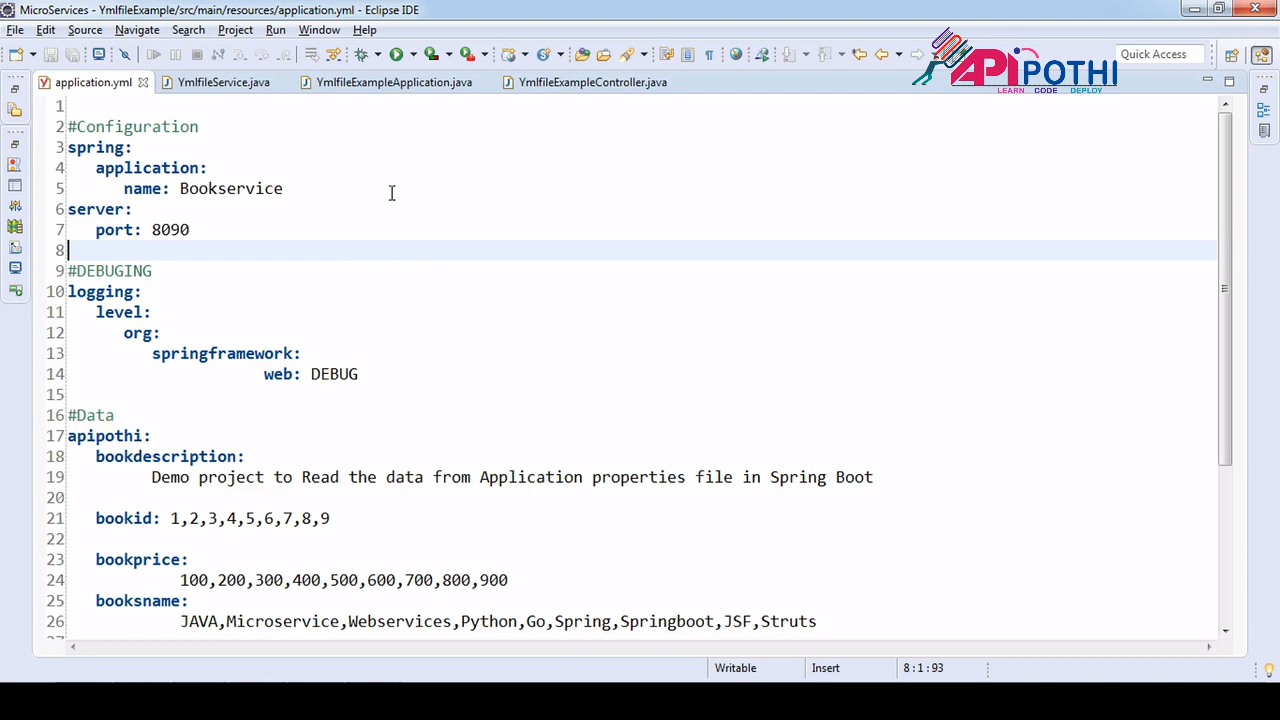 MicroServices - YmlfileExample/src/main/resources/application.yml - Eclipse IDE
File Edit Source Navigate Search Project Run Window Help
Quick Access
APIPOTHI
LEARN CODE DEPLOY
application.yml YmlfileService.java YmlfileExampleApplication.java YmlfileExampleController.java
1
2 #Configuration
3 spring:
4 application:
5 name: Bookservice
6 server:
7 port: 8090
8
9 #DEBUGING
10 logging:
11 level:
12 org:
13 springframework:
14 web: DEBUG
15
16 #Data
17 apipothi:
18 bookdescription:
19 Demo project to Read the data from Application properties file in Spring Boot
20
21 bookid: 1,2,3,4,5,6,7,8,9
22
23 bookprice:
24 100,200,300,400,500,600,700,800,900
25 booksname:
26 JAVA,Microservice,Webservices,Python,Go,Spring,Springboot,JSF,Struts
27
Writable Insert 8:1:93